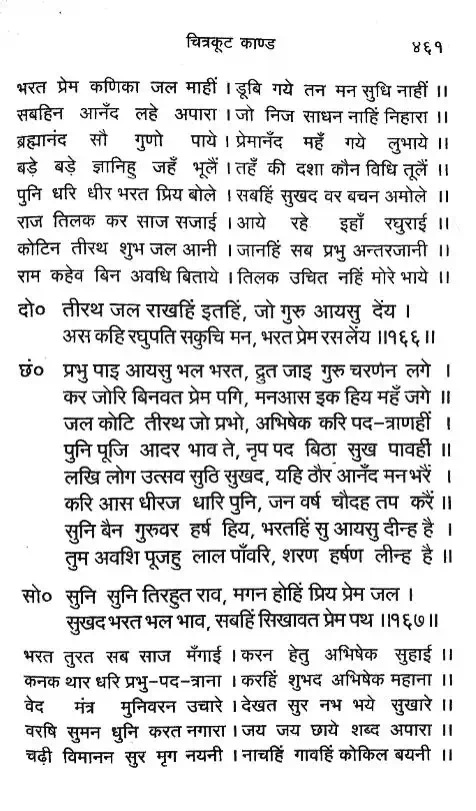 चित्रकूट काण्ड ४६१
भरत प्रेम कणिका जल माहीं । डूबि गये तन मन सुधि नाहीं ।।
सबहिन आनँद लहे अपारा । जो निज साधन नाहिं निहारा ।।
ब्रह्मानंद सौ गुणो पाये । प्रेमानँद महँ गये लुभाये ।।
बड़े बड़े ज्ञानिहु जहँ भूलैं । तहँ की दशा कौन विधि तूलैं ।।
पुनि धरि धीर भरत प्रिय बोले । सबहिं सुखद वर बचन अमोले ।।
राज तिलक कर साज सजाई । आये रहे इहाँ रघुराई ।।
कोटिन तीरथ शुभ जल आनी । जानहिं सब प्रभु अन्तरजानी ।।
राम कहेव बिन अवधि बिताये । तिलक उचित नहिं मोरे भाये ।।
दो० तीरथ जल राखहिं इतहिं, जो गुरु आयसु देंय ।
अस कहि रघुपति सकुचि मन, भरत प्रेम रस लेंय ।।१६६।।
छं० प्रभु पाइ आयसु भल भरत, द्रुत जाइ गुरु चरणन लगे ।
कर जोरि बिनवत प्रेम पगि, मनआस इक हिय महँ जगे ।।
जल कोटि तीरथ जो प्रभो, अभिषेक करि पद-त्राणहीं ।
पुनि पूजि आदर भाव ते, नृप पद बिठा सुख पावहीं ।।
लखि लोग उत्सव सुठि सुखद, यहि ठौर आनँद मन भरैं ।
करि आस धीरज धारि पुनि, जन वर्ष चौदह तप करैं ।।
सुनि बैन गुरुवर हर्ष हिय, भरतहिं सु आयसु दीन्ह है ।
तुम अवशि पूजहु लाल पाँवरि, शरण हर्षण लीन्ह है ।।
सो० सुनि सुनि तिरहुत राव, मगन होहिं प्रिय प्रेम जल ।
सुखद भरत भल भाव, सबहिं सिखावत प्रेम पथ ।।१६७।।
भरत तुरत सब साज मँगाई । करन हेतु अभिषेक सुहाई ।।
कनक थार धरि प्रभु-पद-त्राना । करहिं शुभद अभिषेक महाना ।।
वेद मंत्र मुनिवरन उचारे । देखत सुर नभ भये सुखारे ।।
वरषि सुमन धुनि करत नगारा । जय जय छाये शब्द अपारा ।।
चढ़ी विमानन सुर मृग नयनी । नाचहिं गावहिं कोकिल बयनी ।।